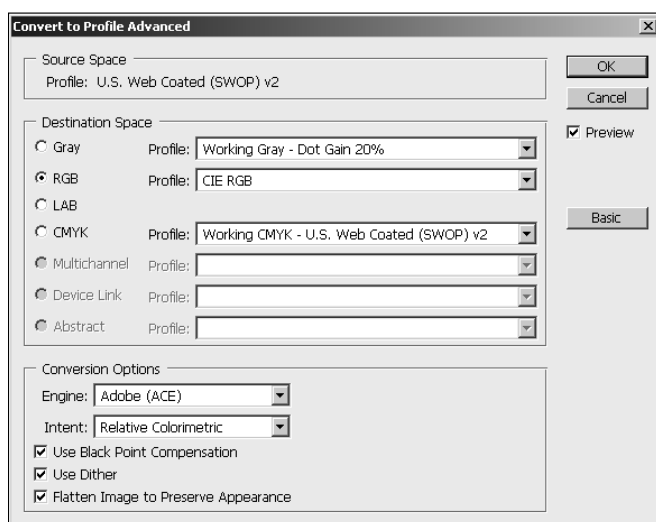 Convert to Profile Advanced
Source Space
Profile: U.S. Web Coated (SWOP) v2
OK
Cancel
Preview
Basic
Destination Space
Gray Profile: Working Gray - Dot Gain 20%
RGB Profile: CIE RGB
LAB
CMYK Profile: Working CMYK - U.S. Web Coated (SWOP) v2
Multichannel Profile:
Device Link Profile:
Abstract Profile:
Conversion Options
Engine: Adobe (ACE)
Intent: Relative Colorimetric
Use Black Point Compensation
Use Dither
Flatten Image to Preserve Appearance